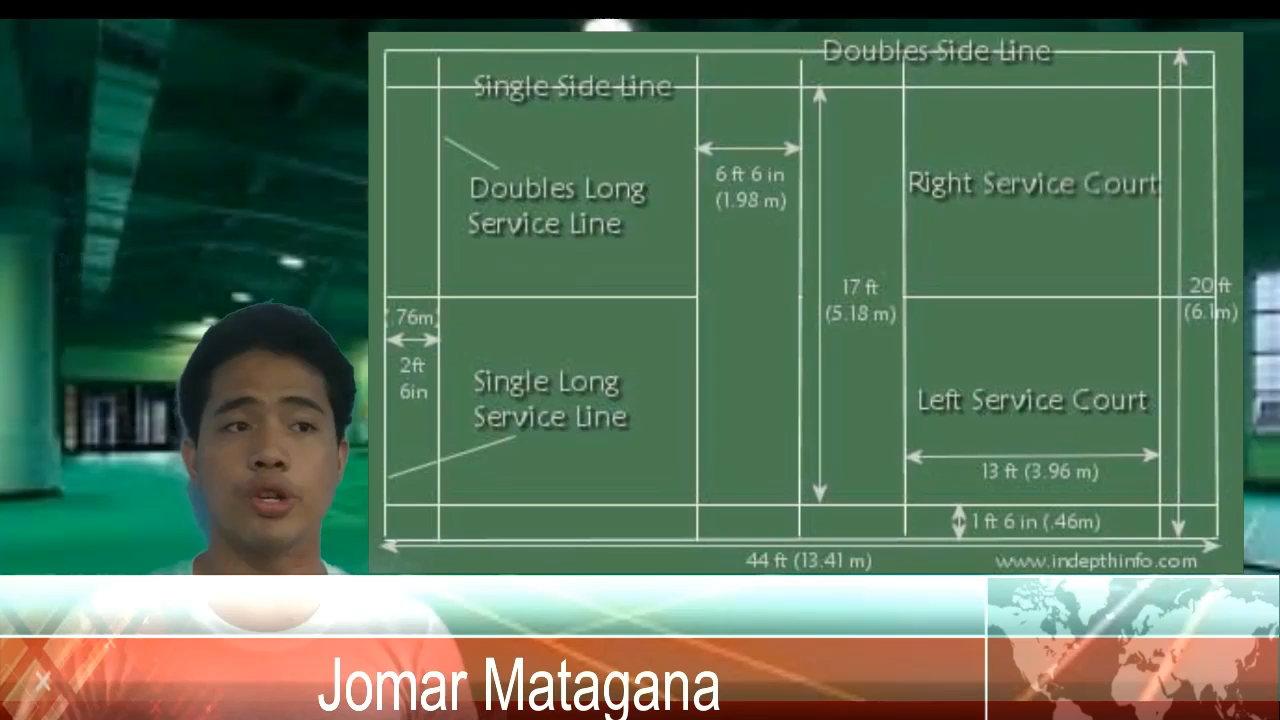 Doubles Side Line
Single Side Line
6 ft 6 in
(1.98 m)
Doubles Long
Service Line
Right Service Court
17 ft
(5.18 m)
20 ft
(6.1m)
(.76m)
2ft
6in
Single Long
Service Line
Left Service Court
13 ft (3.96 m)
1 ft 6 in (.46m)
44 ft (13.41 m)
www.indepthinfo.com
Jomar Matagana